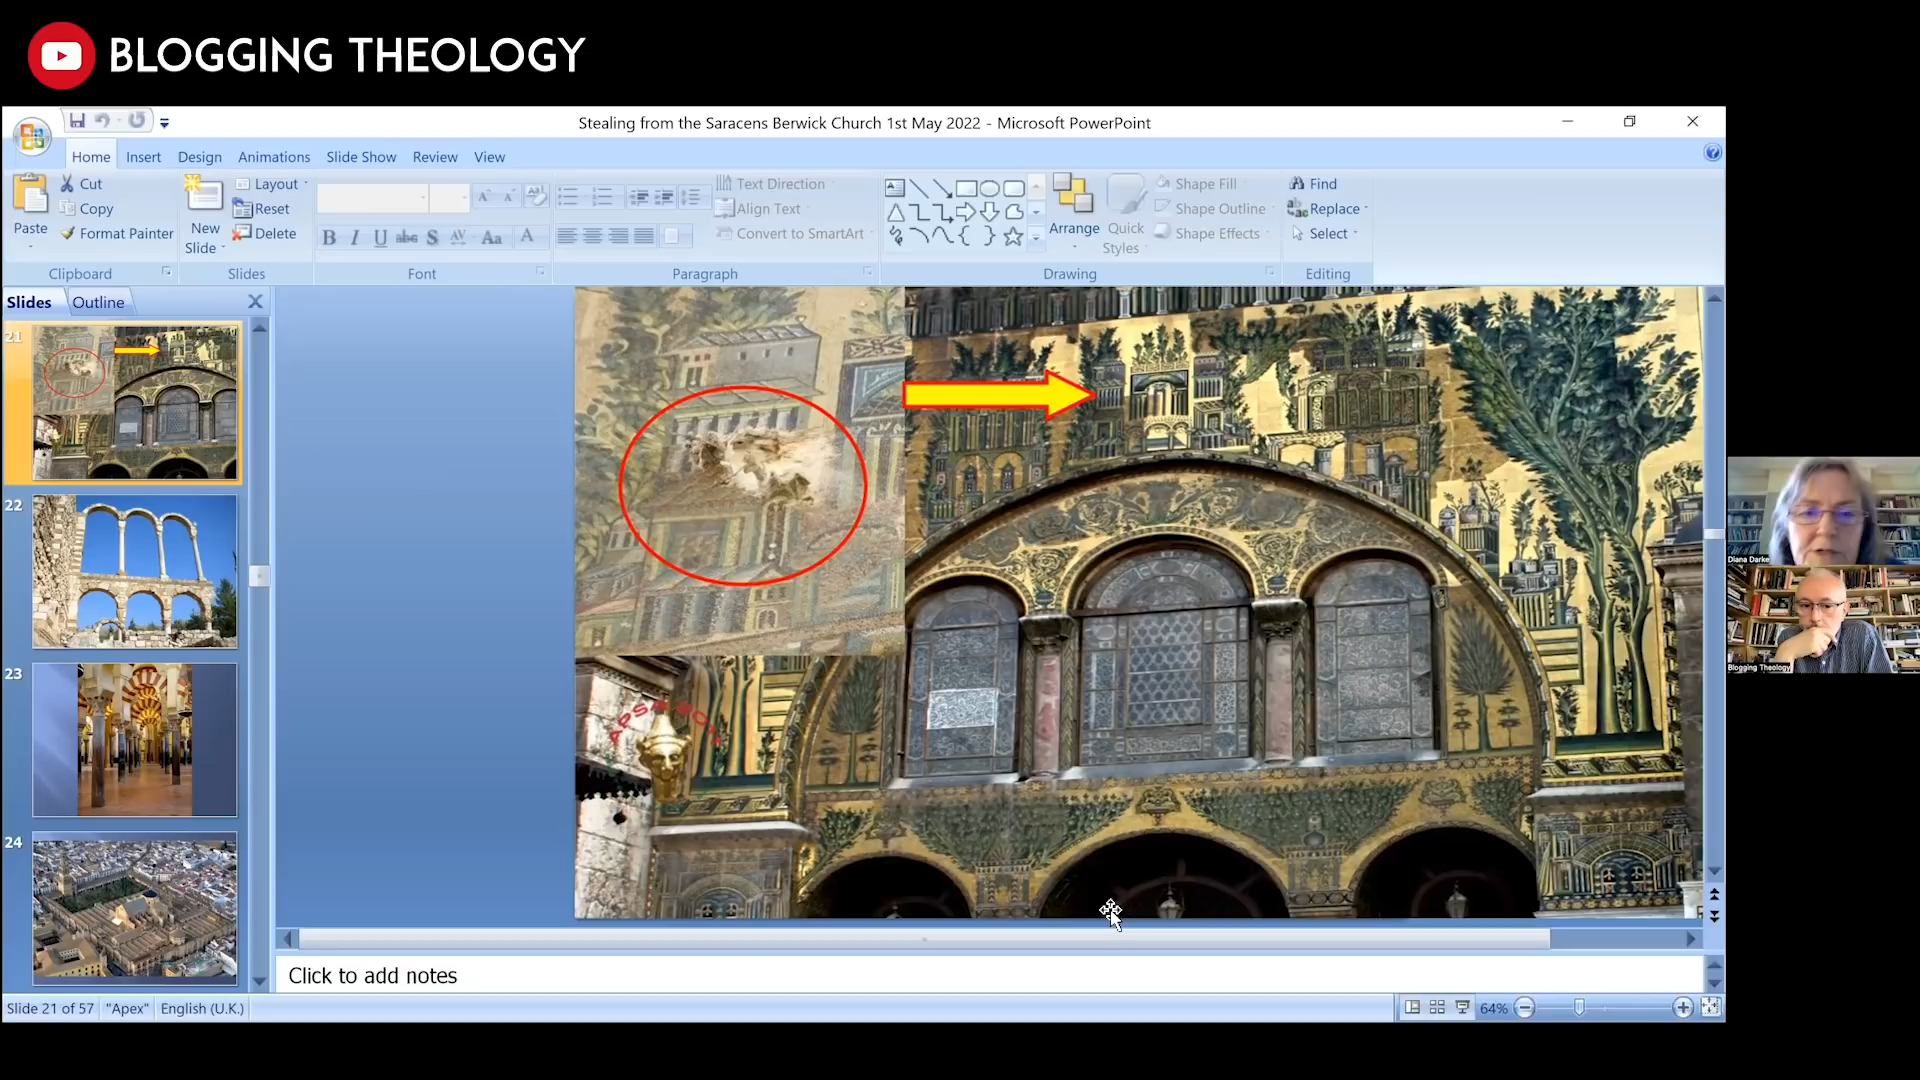 BLOGGING THEOLOGY
Stealing from the Saracens Berwick Church 1st May 2022 - Microsoft PowerPoint
Home Insert Design Animations Slide Show Review View
Paste
Cut
Copy
Format Painter
Clipboard
New Slide
Layout
Reset
Delete
Slides
Font
Text Direction
Align Text
Convert to SmartArt
Paragraph
Arrange
Quick Styles
Shape Fill
Shape Outline
Shape Effects
Drawing
Find
Replace
Select
Editing
Slides Outline
21
22
23
24
Diana Darke
Blogging Theology
Click to add notes
Slide 21 of 57 "Apex" English (U.K.) 64%